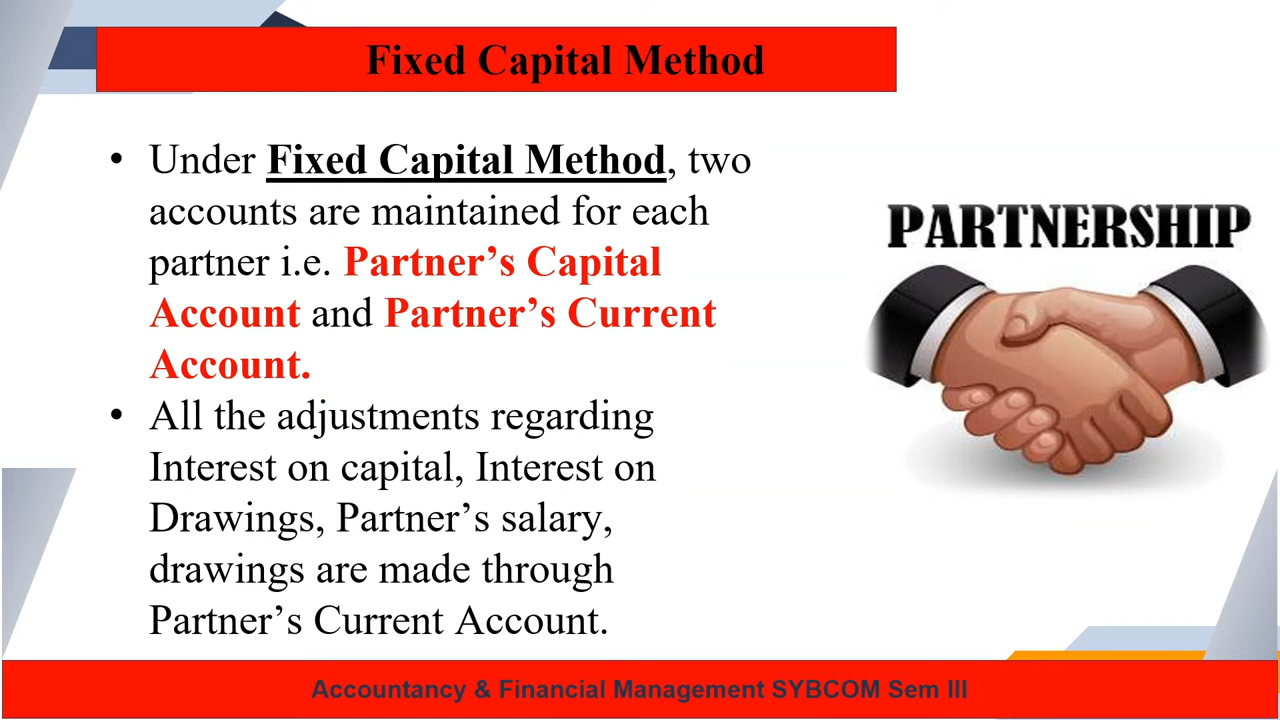 Fixed Capital Method
• Under Fixed Capital Method, two
accounts are maintained for each
partner i.e. Partner’s Capital
Account and Partner’s Current
Account.
• All the adjustments regarding
Interest on capital, Interest on
Drawings, Partner’s salary,
drawings are made through
Partner’s Current Account.
PARTNERSHIP
Accountancy & Financial Management SYBCOM Sem III